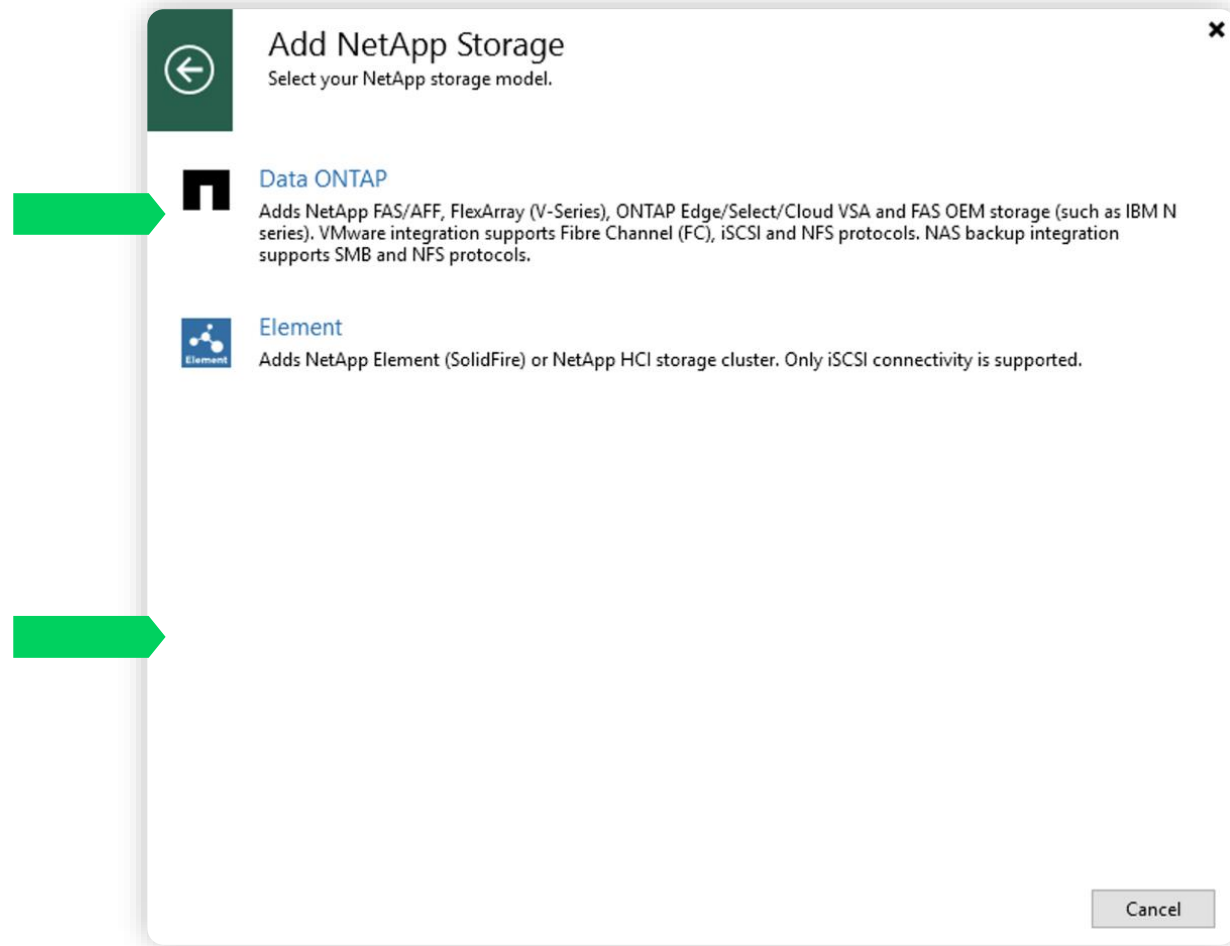 Add NetApp Storage
Select your NetApp storage model.
Data ONTAP
Adds NetApp FAS/AFF, FlexArray (V-Series), ONTAP Edge/Select/Cloud VSA and FAS OEM storage (such as IBM N
series). VMware integration supports Fibre Channel (FC), iSCSI and NFS protocols. NAS backup integration
supports SMB and NFS protocols.
Element
Element
Adds NetApp Element (SolidFire) or NetApp HCI storage cluster. Only iSCSI connectivity is supported.
Cancel